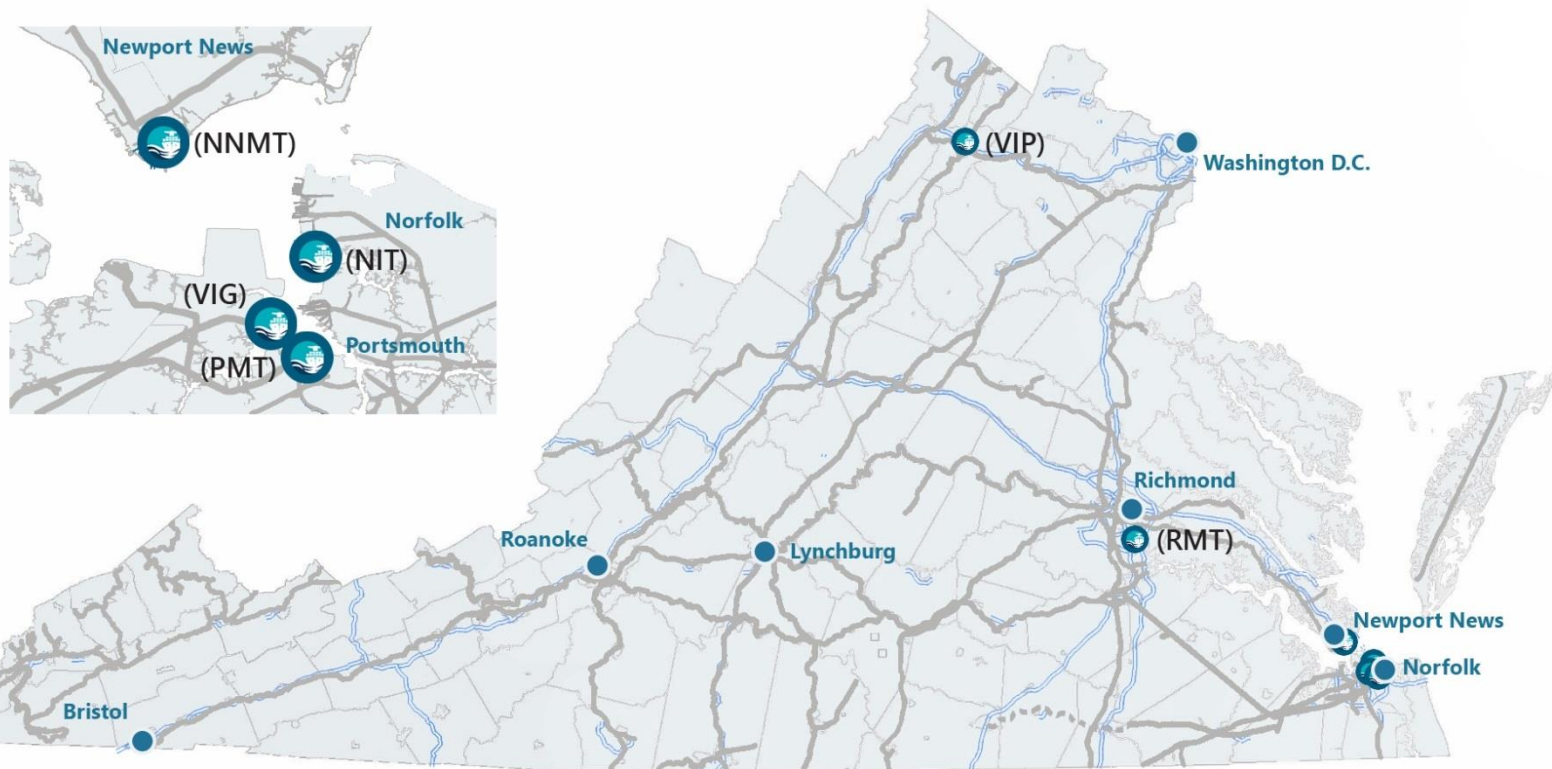 Newport News
(NNMT)
Norfolk
(NIT)
(VIG)
Portsmouth
(PMT)
(VIP)
Washington D.C.
Richmond
(RMT)
Roanoke
Lynchburg
Newport News
Norfolk
Bristol